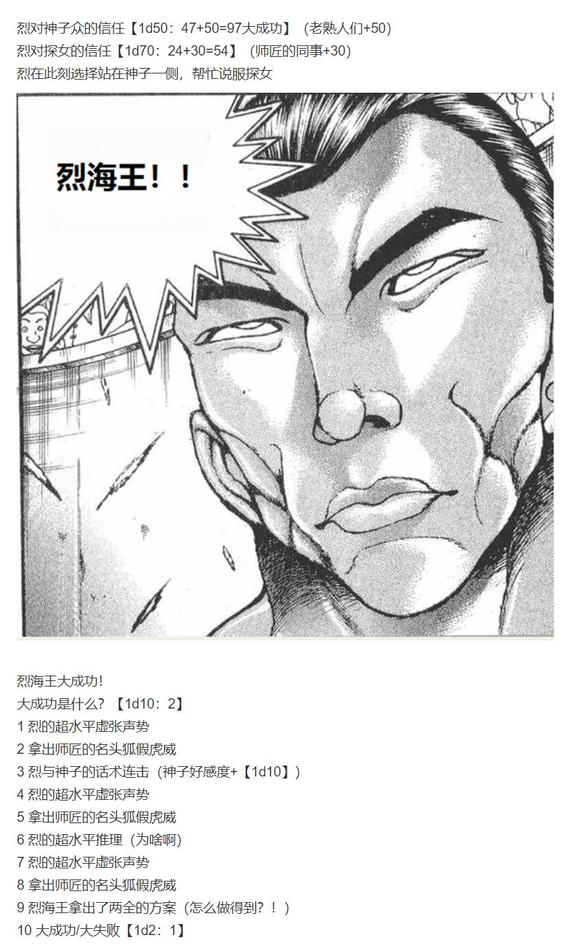 烈对神子众的信任【1d50：47+50=97大成功】（老熟人们+50）
烈对探女的信任【1d70：24+30=54】（师匠的同事+30）
烈在此刻选择站在神子一侧，帮忙说服探女
烈海王！！
烈海王大成功！
大成功是什么？【1d10：2】
1 烈的超水平虚张声势
2 拿出师匠的名头狐假虎威
3 烈与神子的话术连击（神子好感度+【1d10】）
4 烈的超水平虚张声势
5 拿出师匠的名头狐假虎威
6 烈的超水平推理（为啥啊）
7 烈的超水平虚张声势
8 拿出师匠的名头狐假虎威
9 烈海王拿出了两全的方案（怎么做得到？！）
10 大成功/大失败【1d2：1】